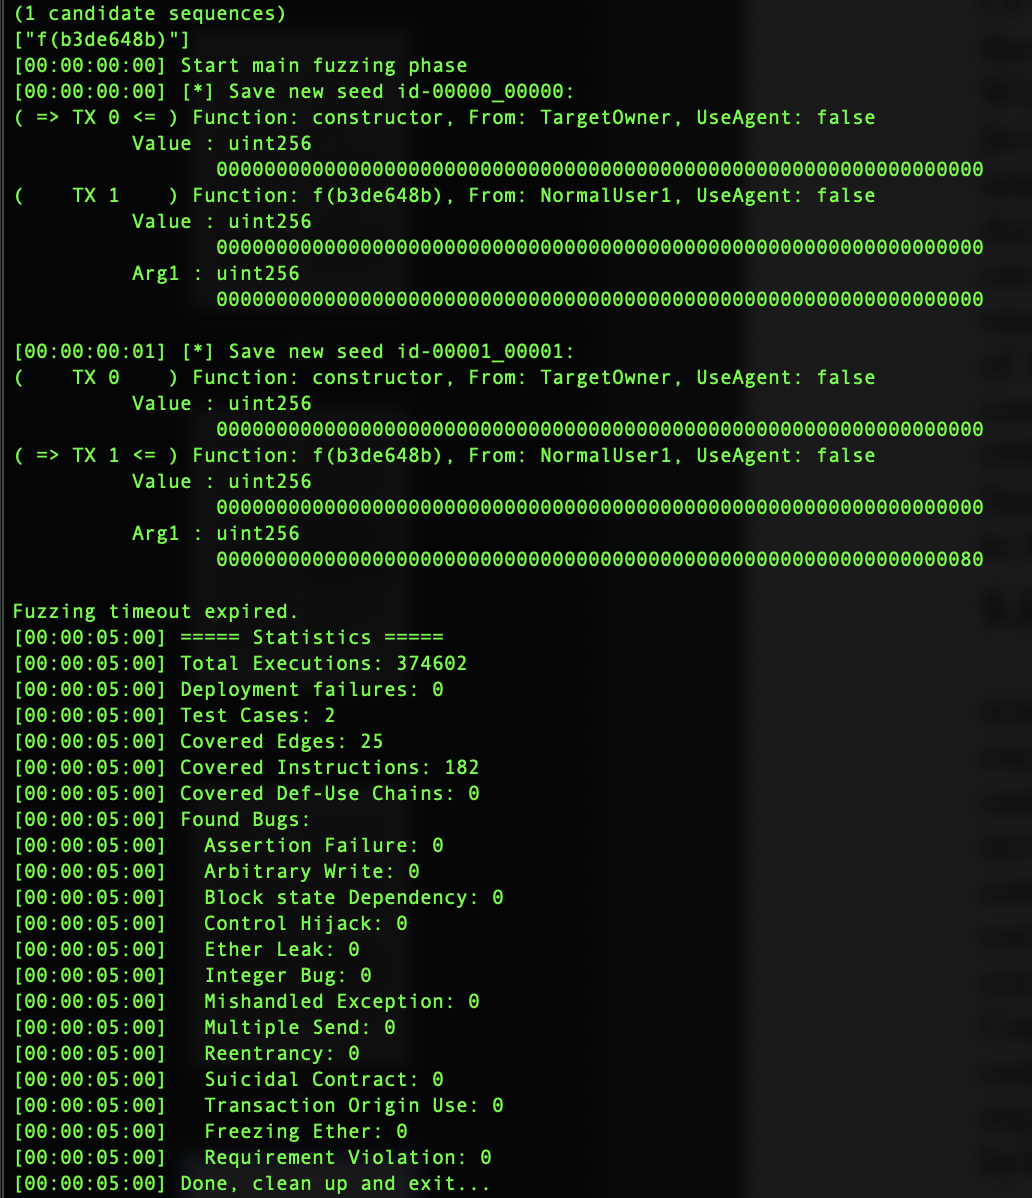 (1 candidate sequences)
["f(b3de648b)"]
[00:00:00:00] Start main fuzzing phase
[00:00:00:00] [*] Save new seed id-00000_00000:
( => TX 0 <= ) Function: constructor, From: TargetOwner, UseAgent: false
Value : uint256
0000000000000000000000000000000000000000000000000000000000000000
(    TX 1    ) Function: f(b3de648b), From: NormalUser1, UseAgent: false
Value : uint256
0000000000000000000000000000000000000000000000000000000000000000
Arg1 : uint256
0000000000000000000000000000000000000000000000000000000000000000
[00:00:00:01] [*] Save new seed id-00001_00001:
(    TX 0    ) Function: constructor, From: TargetOwner, UseAgent: false
Value : uint256
0000000000000000000000000000000000000000000000000000000000000000
( => TX 1 <= ) Function: f(b3de648b), From: NormalUser1, UseAgent: false
Value : uint256
0000000000000000000000000000000000000000000000000000000000000000
Arg1 : uint256
0000000000000000000000000000000000000000000000000000000000000080
Fuzzing timeout expired.
[00:00:05:00] ===== Statistics =====
[00:00:05:00] Total Executions: 374602
[00:00:05:00] Deployment failures: 0
[00:00:05:00] Test Cases: 2
[00:00:05:00] Covered Edges: 25
[00:00:05:00] Covered Instructions: 182
[00:00:05:00] Covered Def-Use Chains: 0
[00:00:05:00] Found Bugs:
[00:00:05:00]   Assertion Failure: 0
[00:00:05:00]   Arbitrary Write: 0
[00:00:05:00]   Block state Dependency: 0
[00:00:05:00]   Control Hijack: 0
[00:00:05:00]   Ether Leak: 0
[00:00:05:00]   Integer Bug: 0
[00:00:05:00]   Mishandled Exception: 0
[00:00:05:00]   Multiple Send: 0
[00:00:05:00]   Reentrancy: 0
[00:00:05:00]   Suicidal Contract: 0
[00:00:05:00]   Transaction Origin Use: 0
[00:00:05:00]   Freezing Ether: 0
[00:00:05:00]   Requirement Violation: 0
[00:00:05:00] Done, clean up and exit...